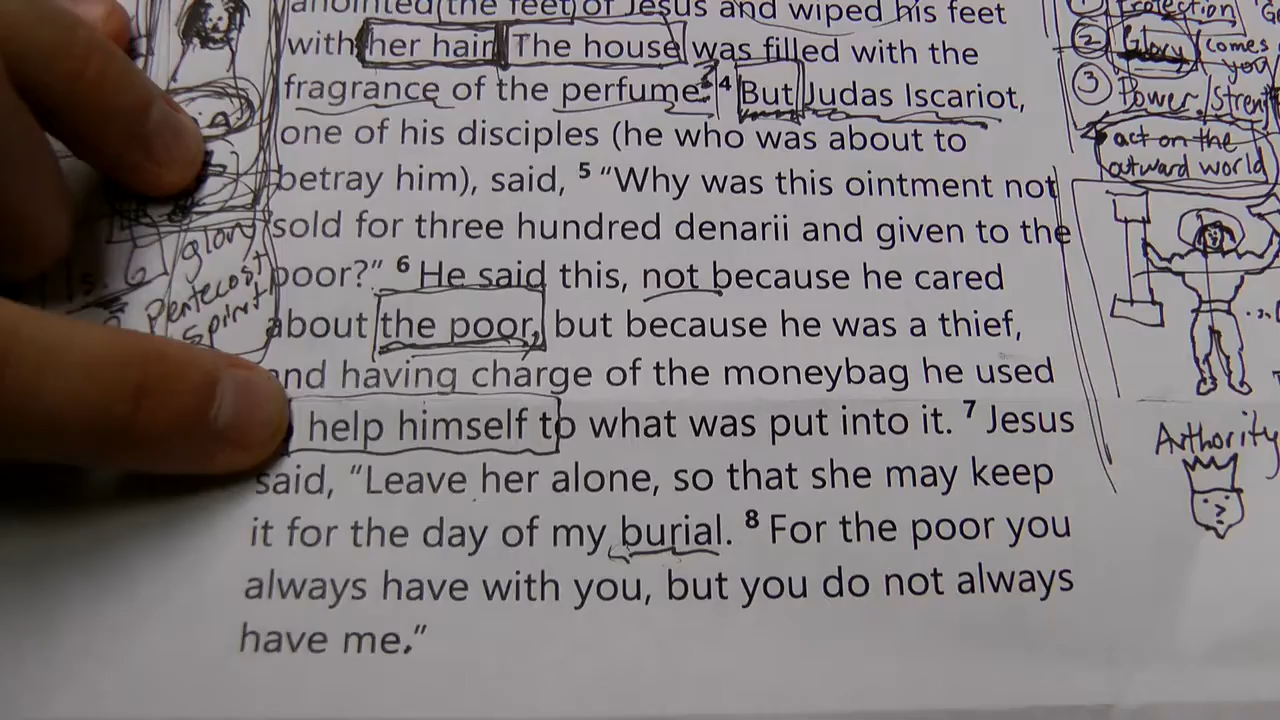 anointed the feet of Jesus and wiped his feet
with her hair The house was filled with the
fragrance of the perfume. 4 But Judas Iscariot,
one of his disciples (he who was about to
betray him), said, 5 “Why was this ointment not
sold for three hundred denarii and given to the
poor?” 6 He said this, not because he cared
about the poor, but because he was a thief,
and having charge of the moneybag he used
help himself to what was put into it. 7 Jesus
said, “Leave her alone, so that she may keep
it for the day of my burial. 8 For the poor you
always have with you, but you do not always
have me.”
glory
Pentecost
Spirit
1 Protection
2 Glory comes
you
3 Power/Stren
act on the
outward world
Authority
?